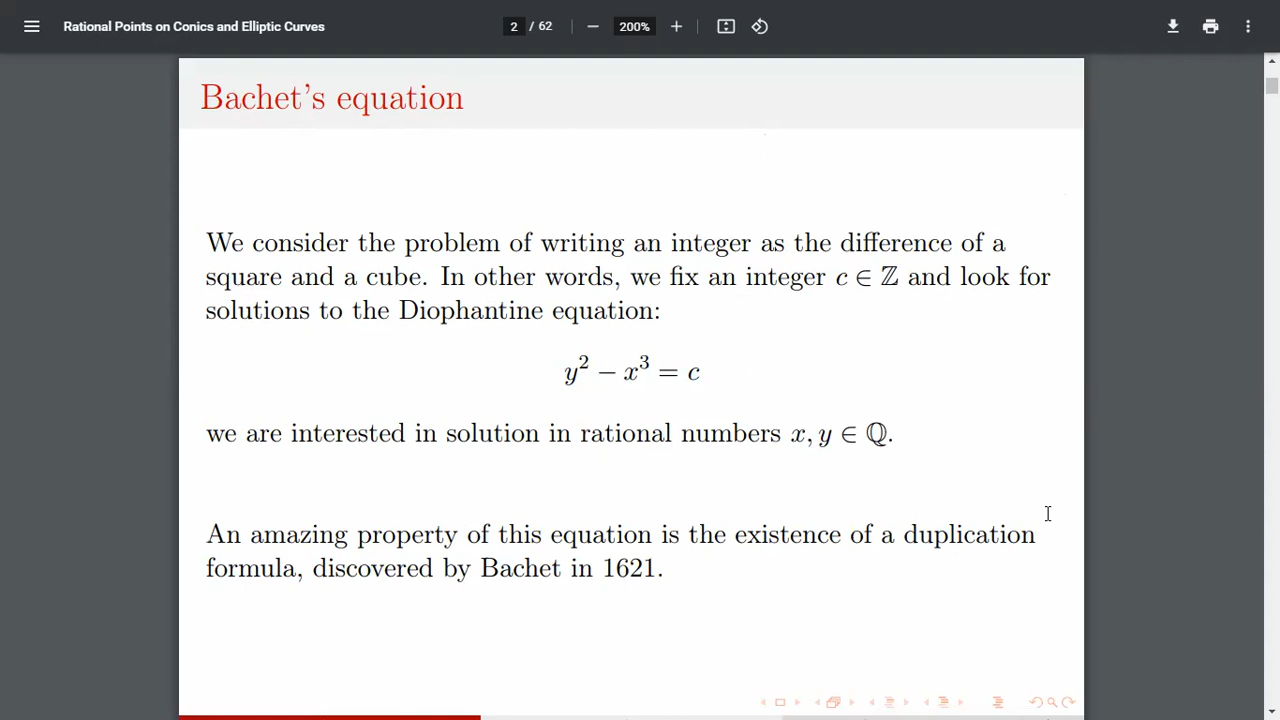 Rational Points on Conics and Elliptic Curves
2 / 62
200%
Bachet's equation
We consider the problem of writing an integer as the difference of a
square and a cube. In other words, we fix an integer c ∈ ℤ and look for
solutions to the Diophantine equation:
y² − x³ = c
we are interested in solution in rational numbers x, y ∈ ℚ.
An amazing property of this equation is the existence of a duplication
formula, discovered by Bachet in 1621.